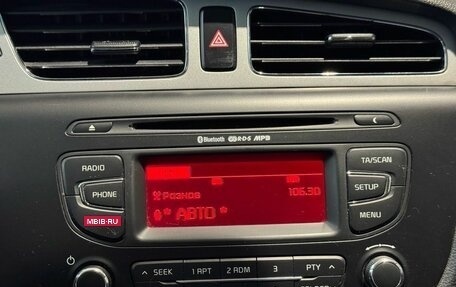 Bluetooth RDS MP3
RADIO
TA/SCAN
PHONE
106.30
SETUP
* АВТО *
MBIB·RU
MENU
SEEK 1 RPT 2 RDM 3 PTY